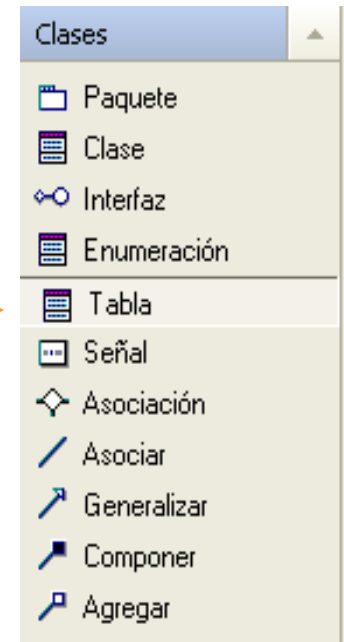 Clases
Paquete
Clase
Interfaz
Enumeración
Tabla
Señal
Asociación
Asociar
Generalizar
Componer
Agregar